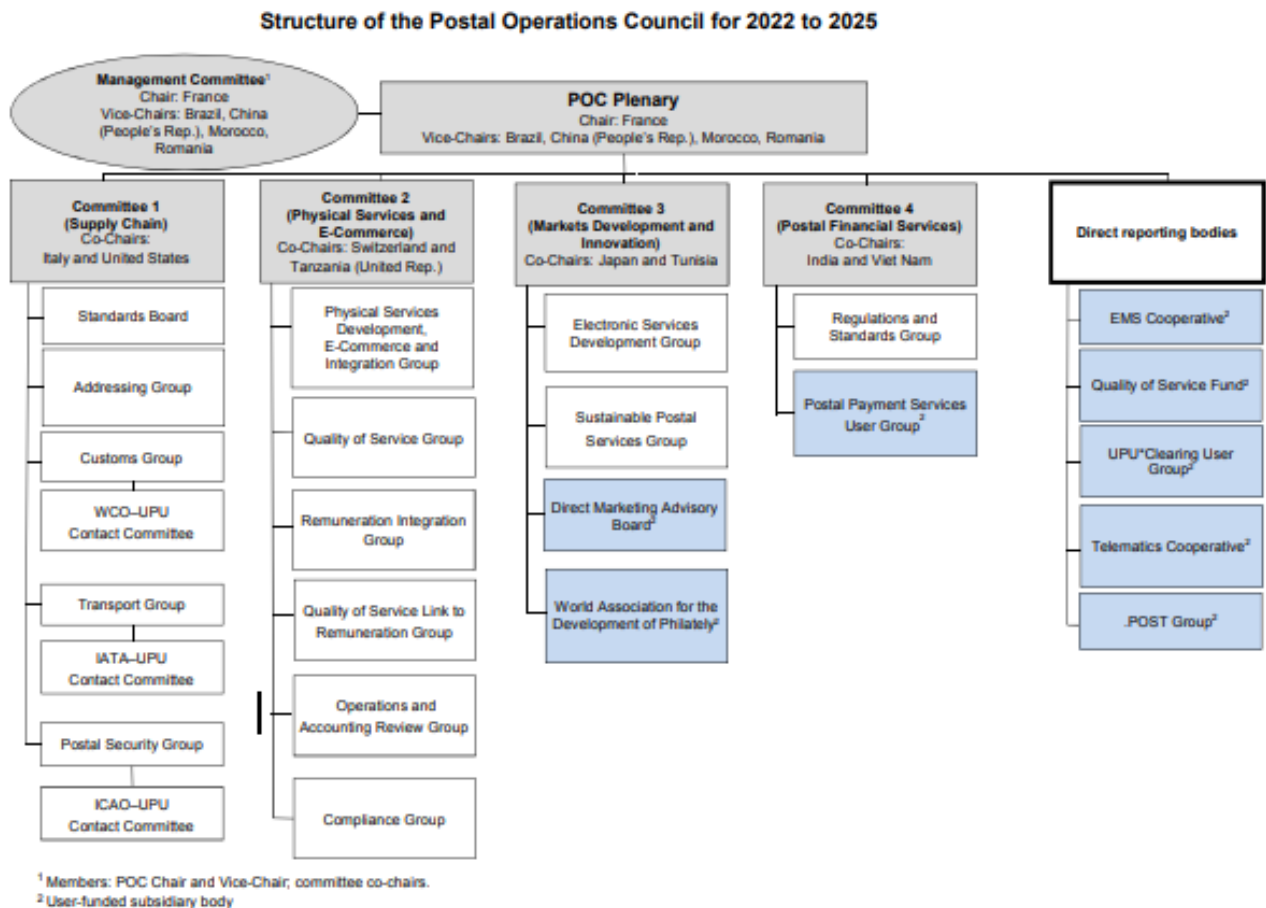 Structure of the Postal Operations Council for 2022 to 2025
Management Committee¹
Chair: France
Vice-Chairs: Brazil, China
(People's Rep.), Morocco,
Romania
POC Plenary
Chair: France
Vice-Chairs: Brazil, China (People's Rep.), Morocco, Romania
Committee 1
(Supply Chain)
Co-Chairs:
Italy and United States
Standards Board
Addressing Group
Customs Group
WCO–UPU
Contact Committee
Transport Group
IATA–UPU
Contact Committee
Postal Security Group
ICAO–UPU
Contact Committee
Committee 2
(Physical Services and
E-Commerce)
Co-Chairs: Switzerland and
Tanzania (United Rep.)
Physical Services
Development,
E-Commerce and
Integration Group
Quality of Service Group
Remuneration Integration
Group
Quality of Service Link to
Remuneration Group
Operations and
Accounting Review Group
Compliance Group
Committee 3
(Markets Development and
Innovation)
Co-Chairs: Japan and Tunisia
Electronic Services
Development Group
Sustainable Postal
Services Group
Direct Marketing Advisory
Board²
World Association for the
Development of Philately²
Committee 4
(Postal Financial Services)
Co-Chairs:
India and Viet Nam
Regulations and
Standards Group
Postal Payment Services
User Group²
Direct reporting bodies
EMS Cooperative²
Quality of Service Fund²
UPU*Clearing User
Group²
Telematics Cooperative²
.POST Group²
¹ Members: POC Chair and Vice-Chair; committee co-chairs.
² User-funded subsidiary body